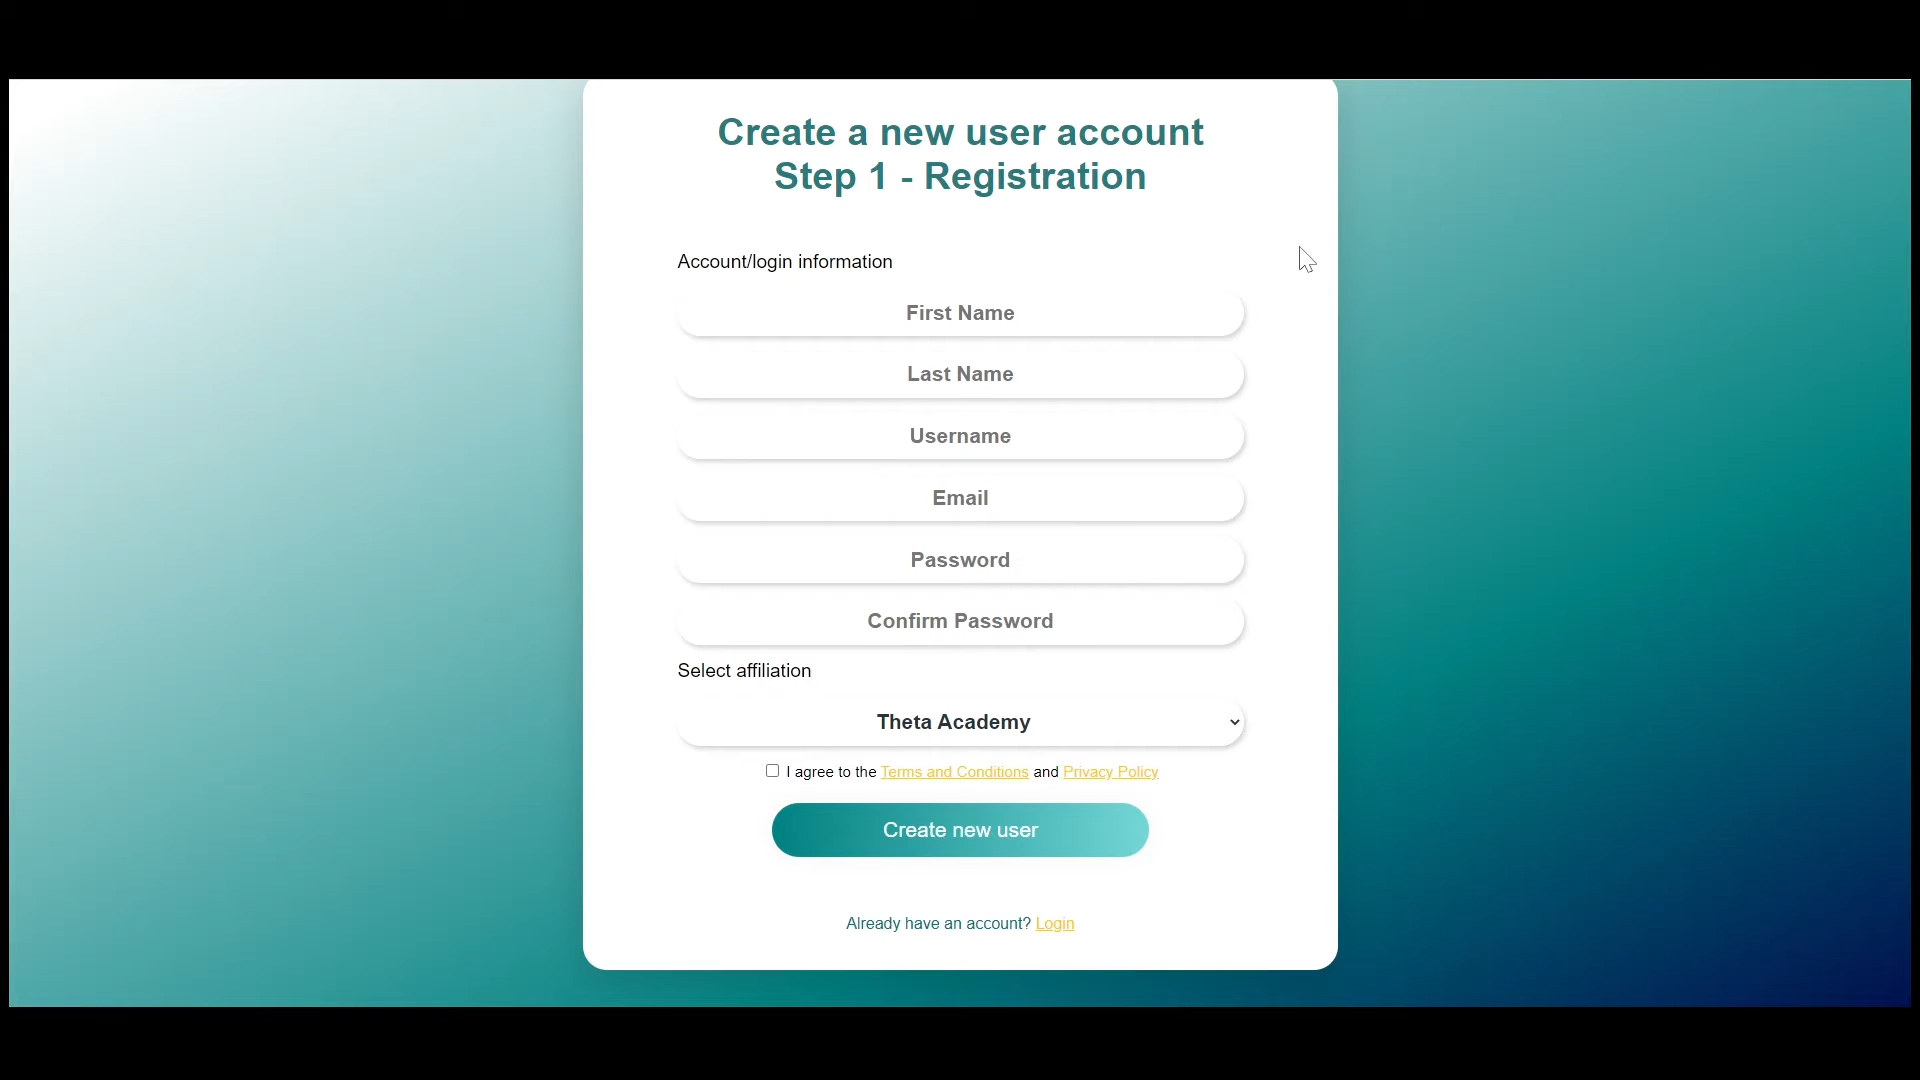 Create a new user account
Step 1 - Registration
Account/login information
First Name
Last Name
Username
Email
Password
Confirm Password
Select affiliation
Theta Academy
I agree to the Terms and Conditions and Privacy Policy
Create new user
Already have an account? Login